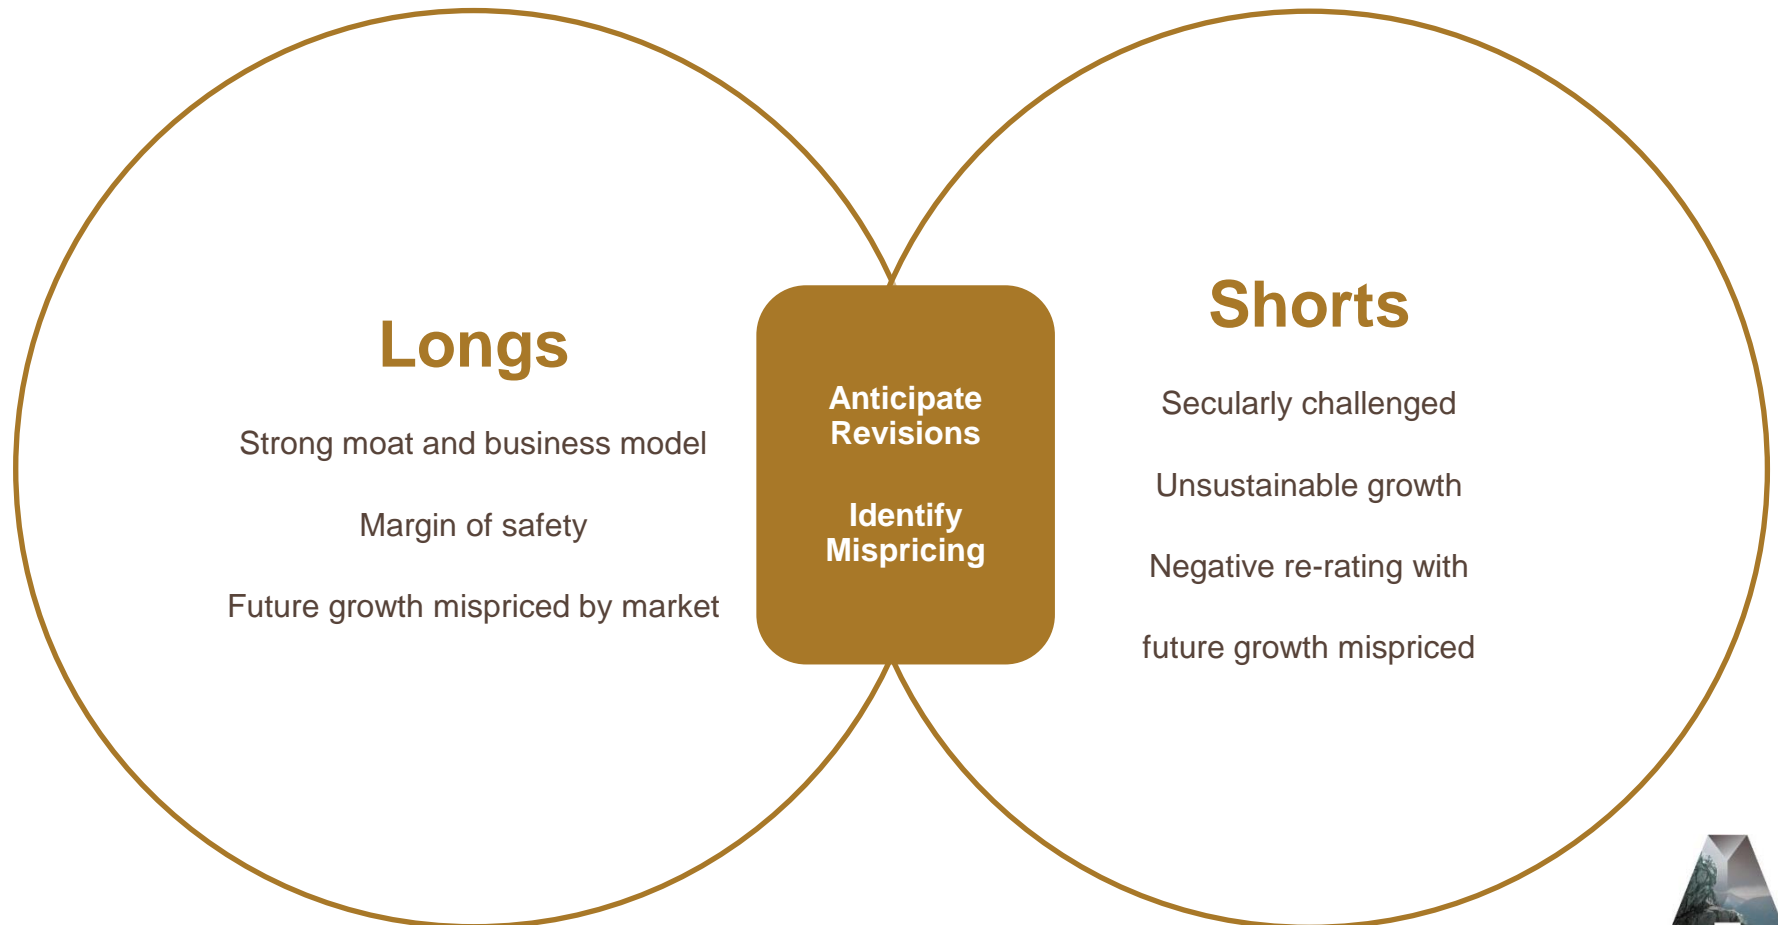 Longs
Strong moat and business model
Margin of safety
Future growth mispriced by market
Anticipate
Revisions
Identify
Mispricing
Shorts
Secularly challenged
Unsustainable growth
Negative re-rating with
future growth mispriced